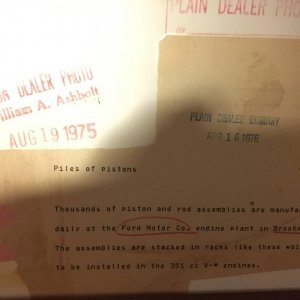 PLAIN DEALER PHO
DEALER PHOTO
William A. Ashbolt
AUG 19 1975
PLAIN DEALER LIBRARY
APR 16 1976
Piles of pistons
Thousands of piston and rod assemblies are manufa
daily at the Ford Motor Co. engine plant in Brook
The assemblies are stacked in racks like these wai
to be installed in the 351 cc V-8 engines.